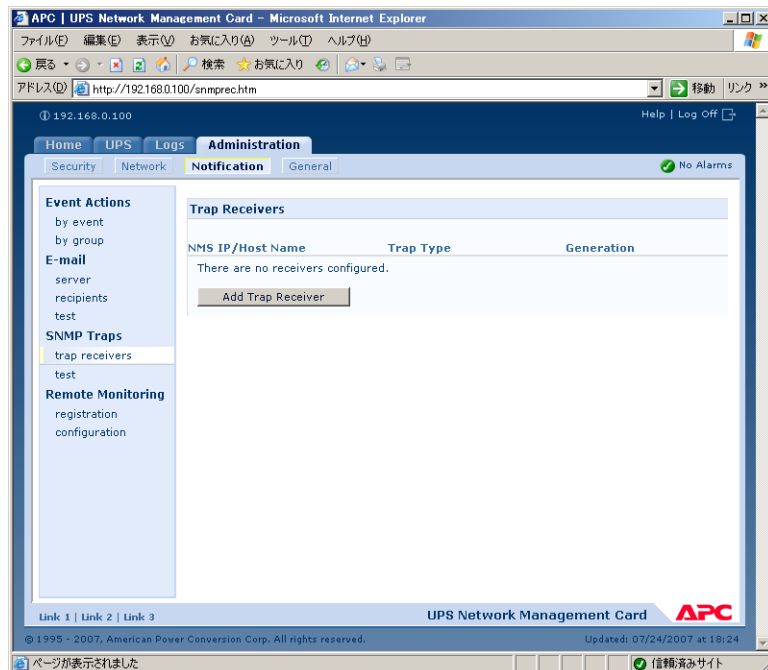 APC | UPS Network Management Card - Microsoft Internet Explorer
ファイル(F) 編集(E) 表示(V) お気に入り(A) ツール(T) ヘルプ(H)
戻る 検索 お気に入り
アドレス(D) http://192.168.0.100/snmprec.htm 移動 リンク »
192.168.0.100 Help | Log Off
Home UPS Logs Administration
Security Network Notification General No Alarms
Event Actions
by event
by group
E-mail
server
recipients
test
SNMP Traps
trap receivers
test
Remote Monitoring
registration
configuration
Trap Receivers
NMS IP/Host Name Trap Type Generation
There are no receivers configured.
Add Trap Receiver
Link 1 | Link 2 | Link 3 UPS Network Management Card APC
© 1995 - 2007, American Power Conversion Corp. All rights reserved. Updated: 07/24/2007 at 18:24
ページが表示されました 信頼済みサイト